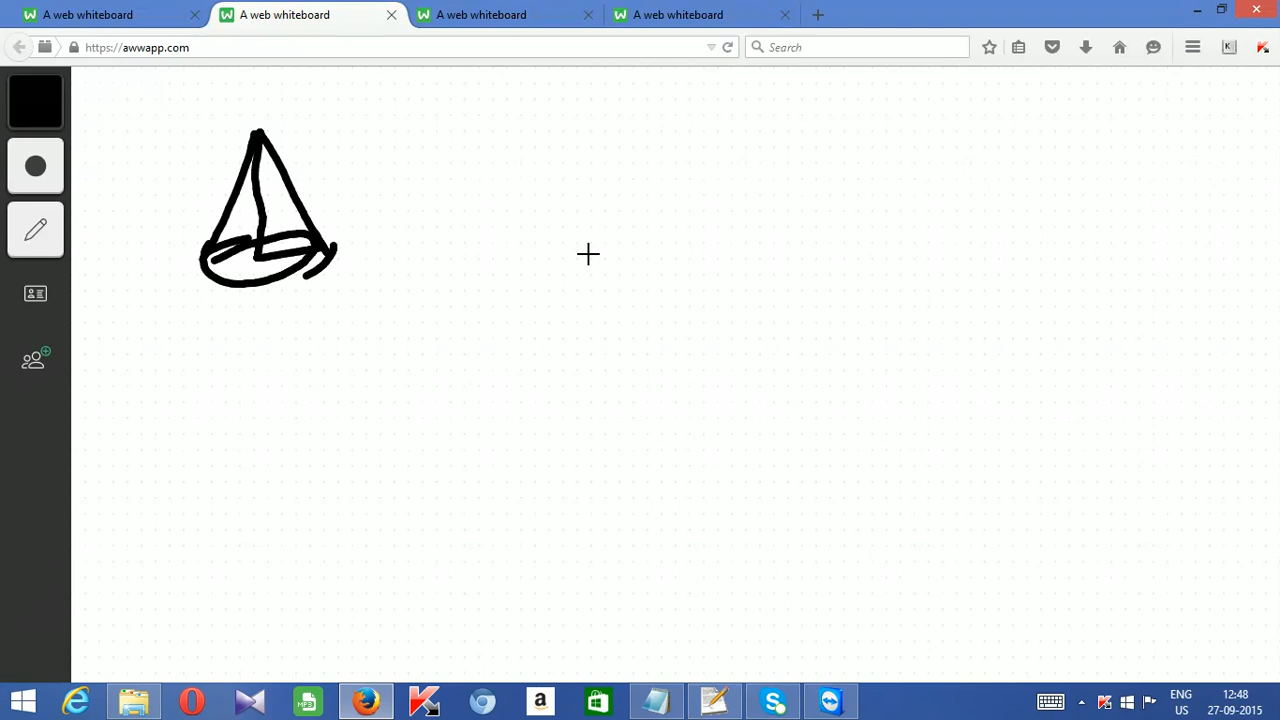 A web whiteboard
A web whiteboard
A web whiteboard
A web whiteboard
https://awwapp.com
Search
K
MP3
a
ENG
US
12:48
27-09-2015